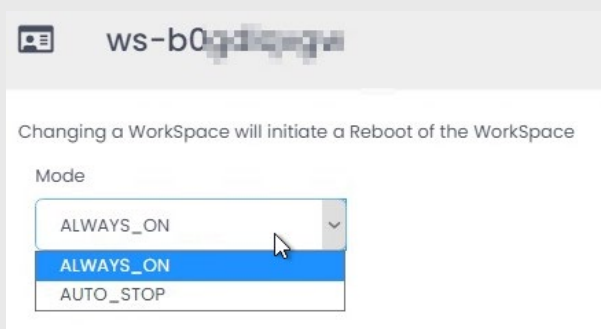 Changing a WorkSpace will initiate a Reboot of the WorkSpace
Mode
ALWAYS_ON
ALWAYS_ON
AUTO_STOP